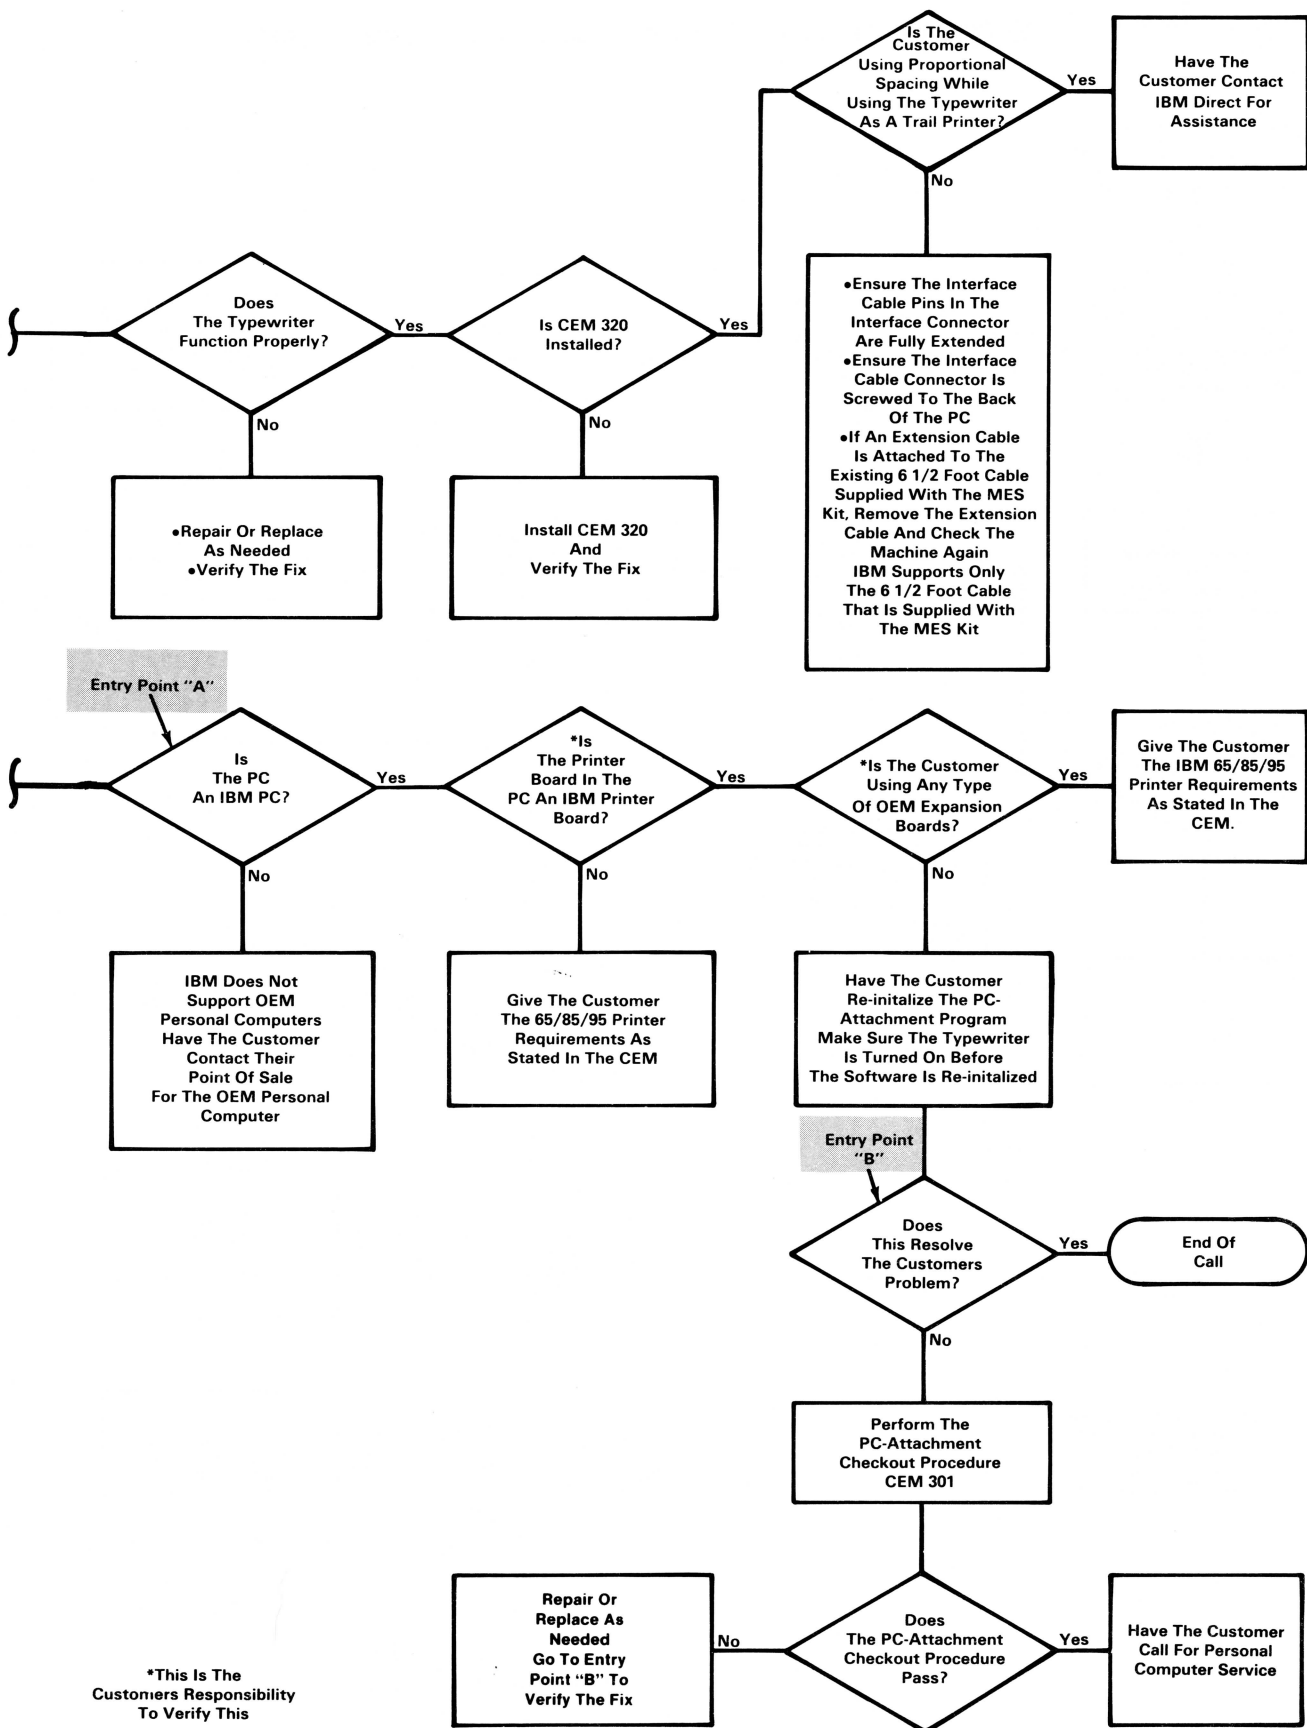 Is The
Customer
Using Proportional
Spacing While
Using The Typewriter
As A Trail Printer?
Yes
Have The
Customer Contact
IBM Direct For
Assistance
No
Does
The Typewriter
Function Properly?
Yes
Is CEM 320
Installed?
Yes
•Ensure The Interface
Cable Pins In The
Interface Connector
Are Fully Extended
•Ensure The Interface
Cable Connector Is
Screwed To The Back
Of The PC
•If An Extension Cable
Is Attached To The
Existing 6 1/2 Foot Cable
Supplied With The MES
Kit, Remove The Extension
Cable And Check The
Machine Again
IBM Supports Only
The 6 1/2 Foot Cable
That Is Supplied With
The MES Kit
No
No
•Repair Or Replace
As Needed
•Verify The Fix
Install CEM 320
And
Verify The Fix
Entry Point "A"
Is
The PC
An IBM PC?
Yes
*Is
The Printer
Board In The
PC An IBM Printer
Board?
Yes
*Is The Customer
Using Any Type
Of OEM Expansion
Boards?
Yes
Give The Customer
The IBM 65/85/95
Printer Requirements
As Stated In The
CEM.
No
No
No
IBM Does Not
Support OEM
Personal Computers
Have The Customer
Contact Their
Point Of Sale
For The OEM Personal
Computer
Give The Customer
The 65/85/95 Printer
Requirements As
Stated In The CEM
Have The Customer
Re-initalize The PC-
Attachment Program
Make Sure The Typewriter
Is Turned On Before
The Software Is Re-initalized
Entry Point
"B"
Does
This Resolve
The Customers
Problem?
Yes
End Of
Call
No
Perform The
PC-Attachment
Checkout Procedure
CEM 301
Repair Or
Replace As
Needed
Go To Entry
Point "B" To
Verify The Fix
No
Does
The PC-Attachment
Checkout Procedure
Pass?
Yes
Have The Customer
Call For Personal
Computer Service
*This Is The
Customers Responsibility
To Verify This